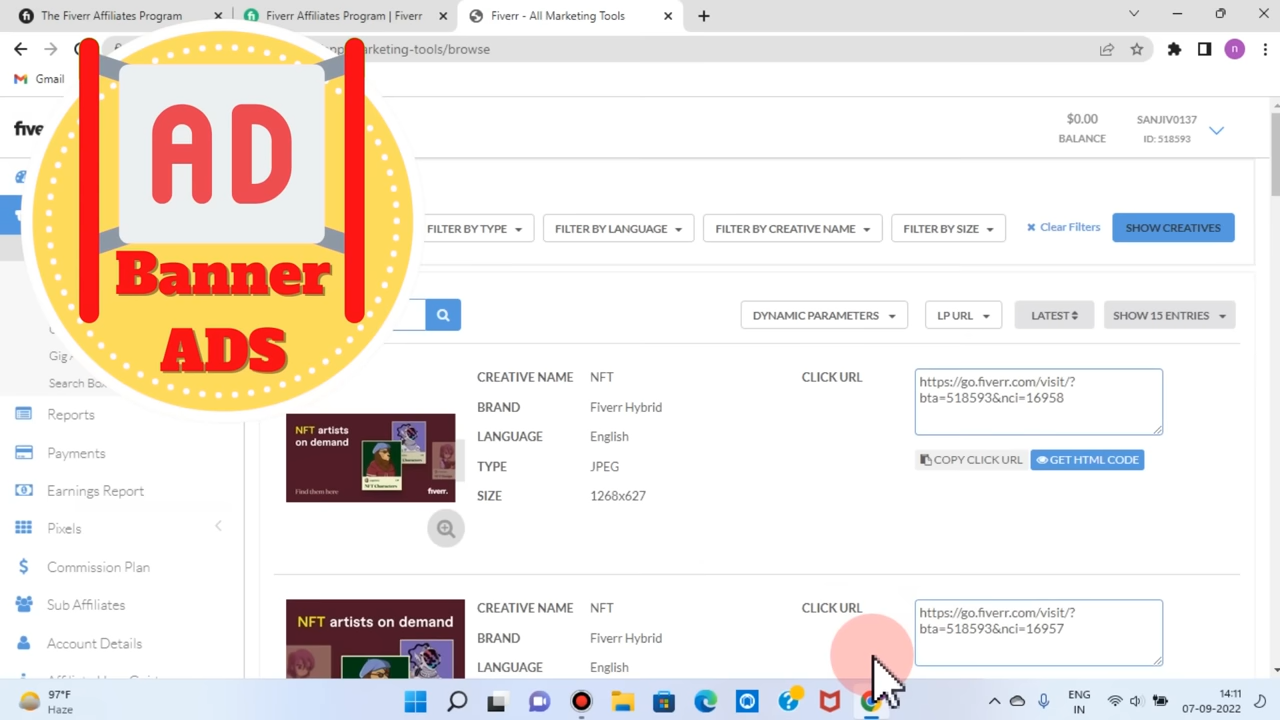 The Fiverr Affiliates Program
Fiverr Affiliates Program | Fiverr
Fiverr - All Marketing Tools
arketing-tools/browse
n
Gmail
$0.00
BALANCE
SANJIV0137
ID: 518593
AD
Banner
ADS
FILTER BY TYPE
FILTER BY LANGUAGE
FILTER BY CREATIVE NAME
FILTER BY SIZE
Clear Filters
SHOW CREATIVES
DYNAMIC PARAMETERS
LP URL
LATEST
SHOW 15 ENTRIES
Search Bo
Reports
Payments
Earnings Report
Pixels
Commission Plan
Sub Affiliates
Account Details
NFT artists
on demand
Find them here
fiverr.
CREATIVE NAME NFT
BRAND Fiverr Hybrid
LANGUAGE English
TYPE JPEG
SIZE 1268x627
CLICK URL
https://go.fiverr.com/visit/?
bta=518593&nci=16958
COPY CLICK URL
GET HTML CODE
NFT artists on demand
CREATIVE NAME NFT
BRAND Fiverr Hybrid
LANGUAGE English
CLICK URL
https://go.fiverr.com/visit/?
bta=518593&nci=16957
97°F
Haze
ENG
IN
14:11
07-09-2022